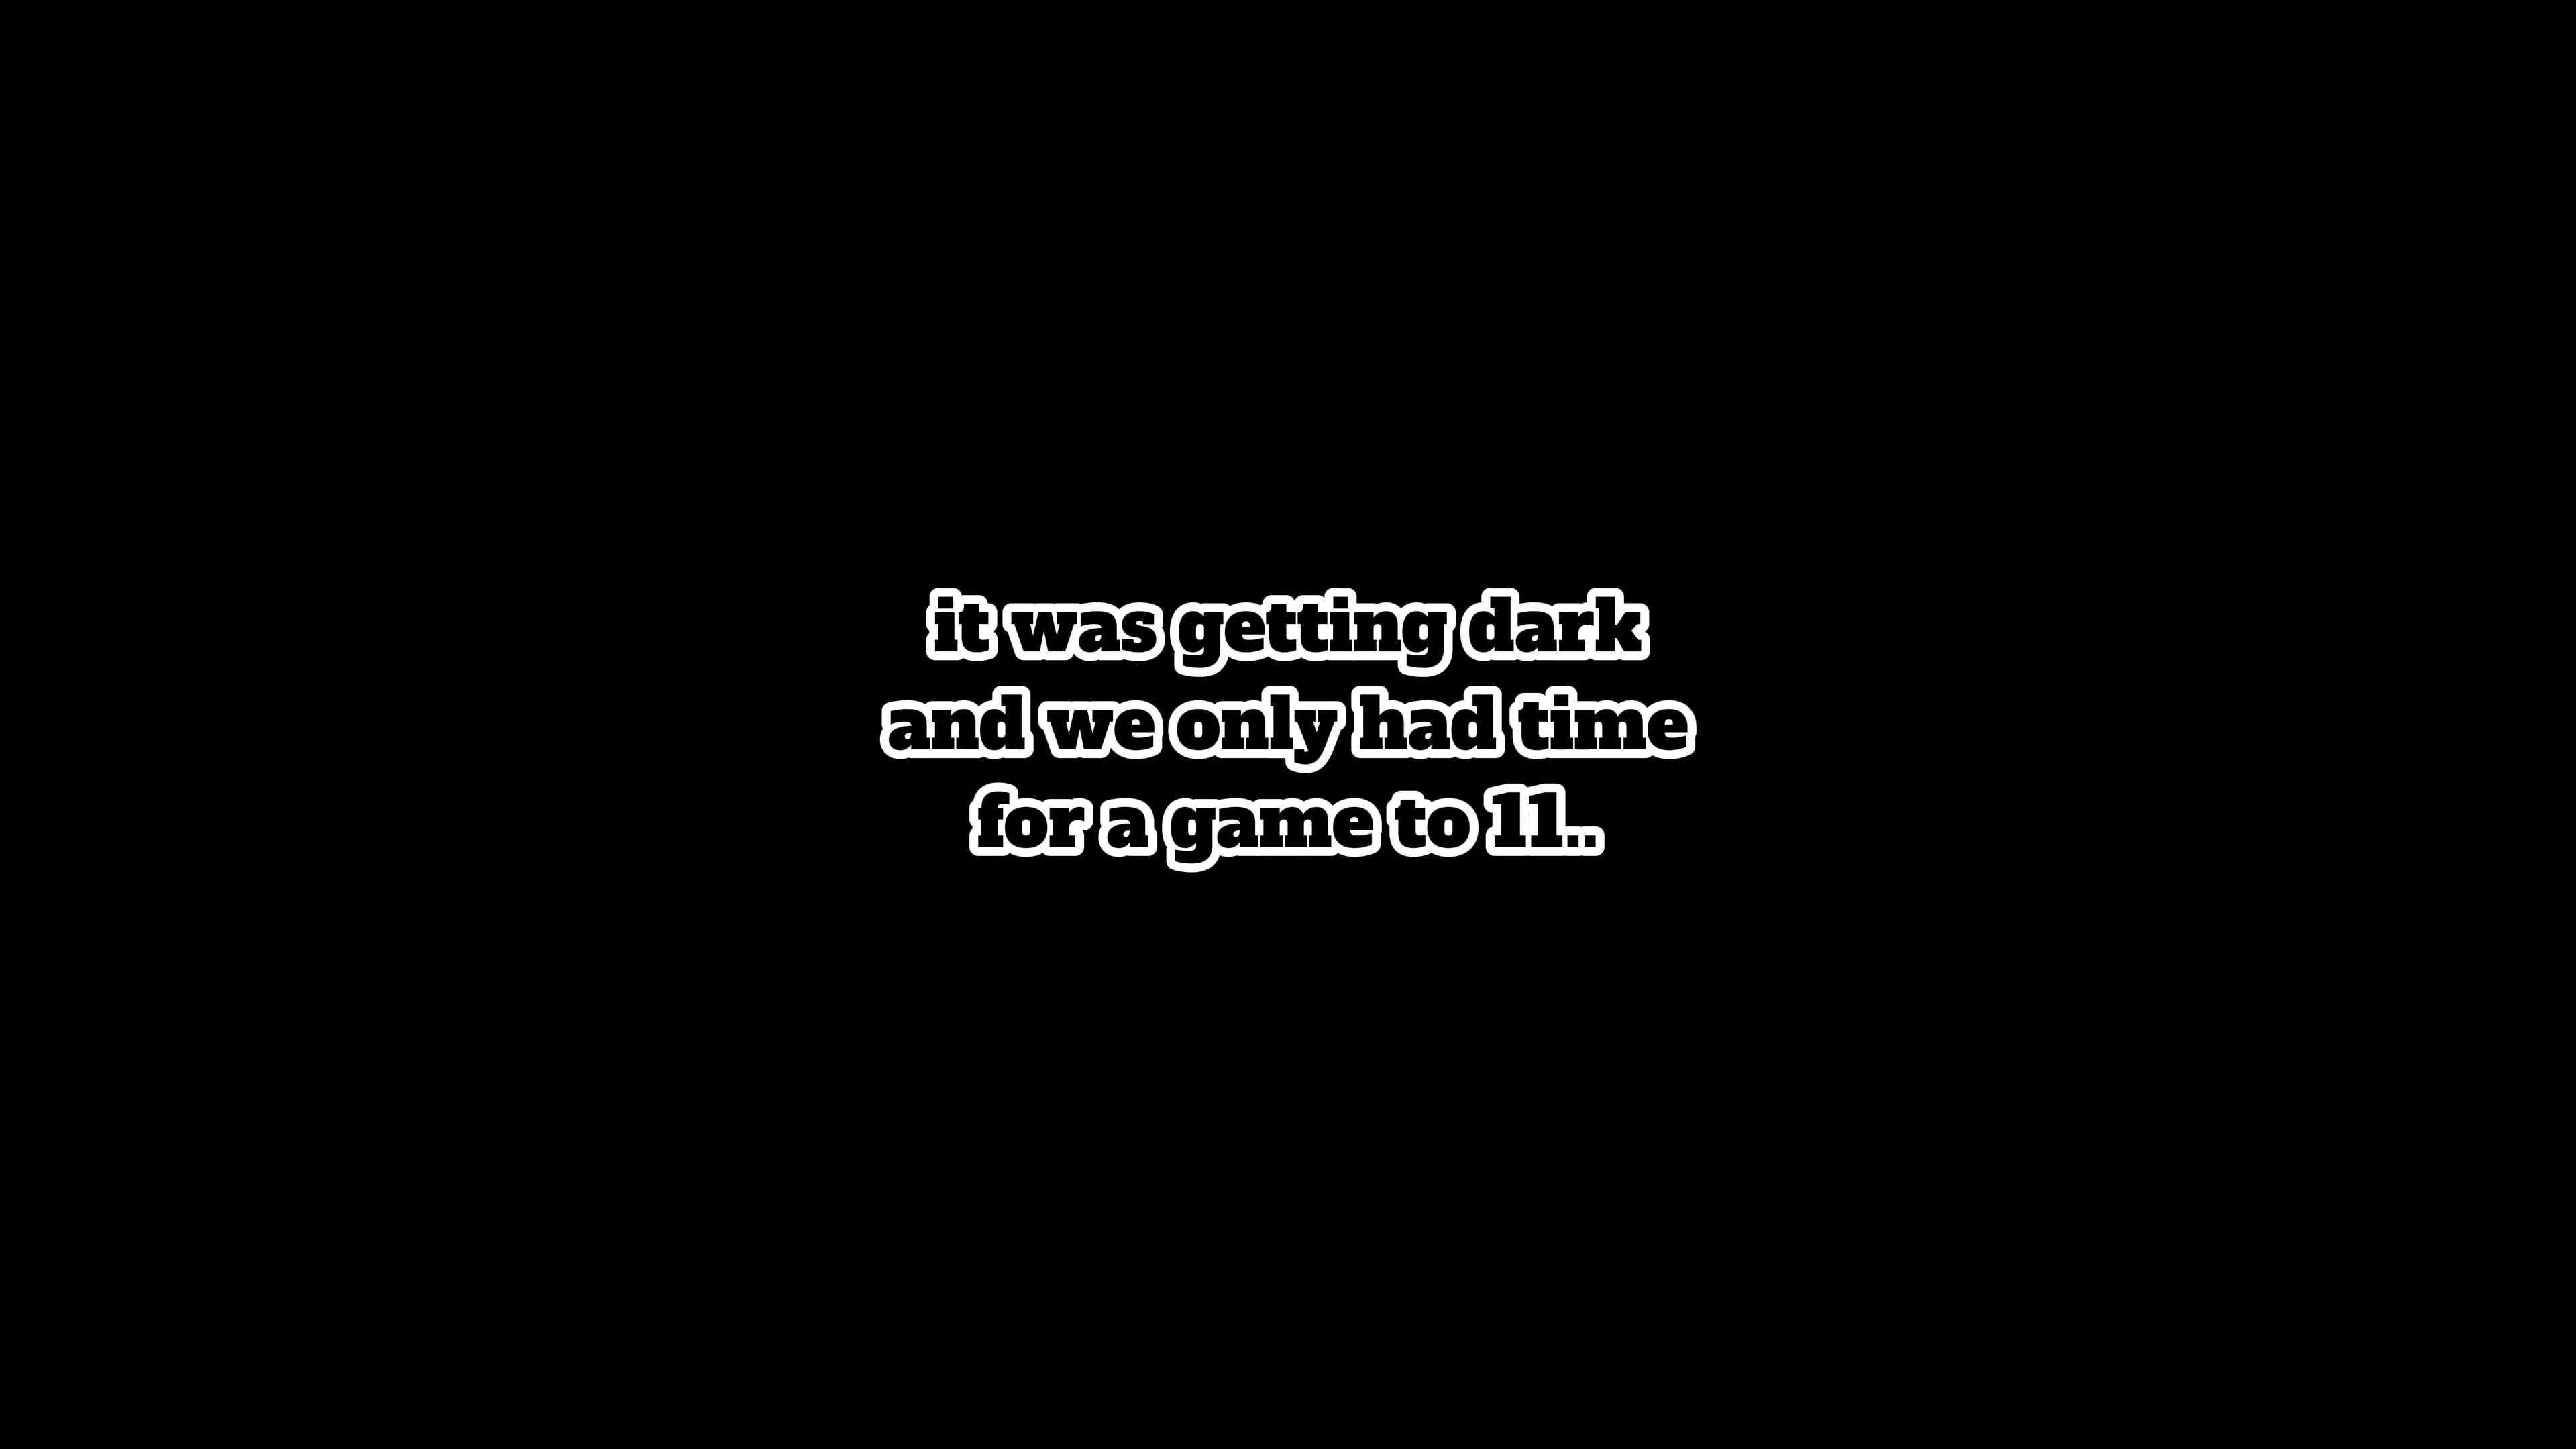 it was getting dark
and we only had time
for a game to 11..